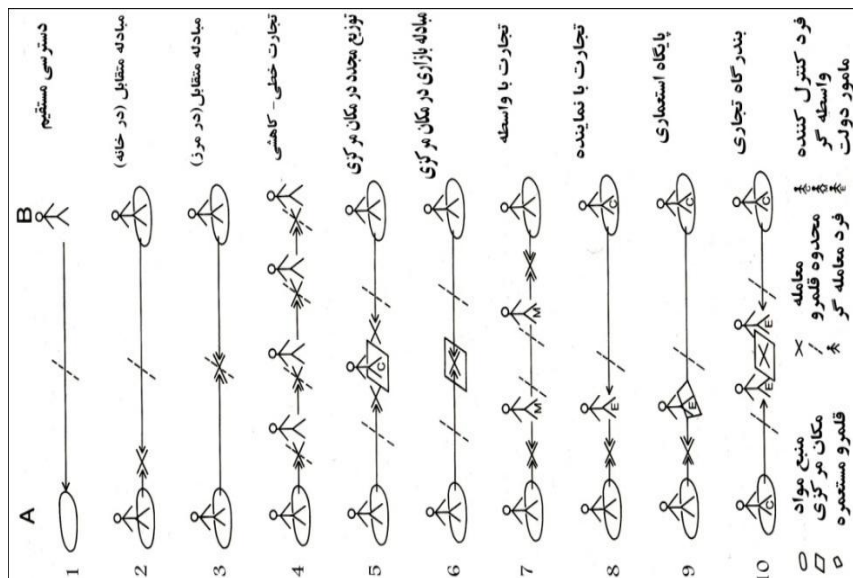 A
B
1
دسترسی مستقیم
2
مبادله متقابل (در خانه)
3
مبادله متقابل (در مرز)
4
تجارت خطی - کاهشی
5
C
توزیع مجدد در مکان مرکزی
6
مبادله بازاری در مکان مرکزی
7
M
M
تجارت با واسطه
8
E
C
تجارت با نماینده
9
E
C
پایگاه استعماری
10
C
E
E
C
بندرگاه تجاری
منبع مواد
مکان مرکزی
قلمرو مستعمره
معامله
محدوده قلمرو
فرد معامله گر
C
فرد کنترل کننده
M
واسطه گر
E
مامور دولت